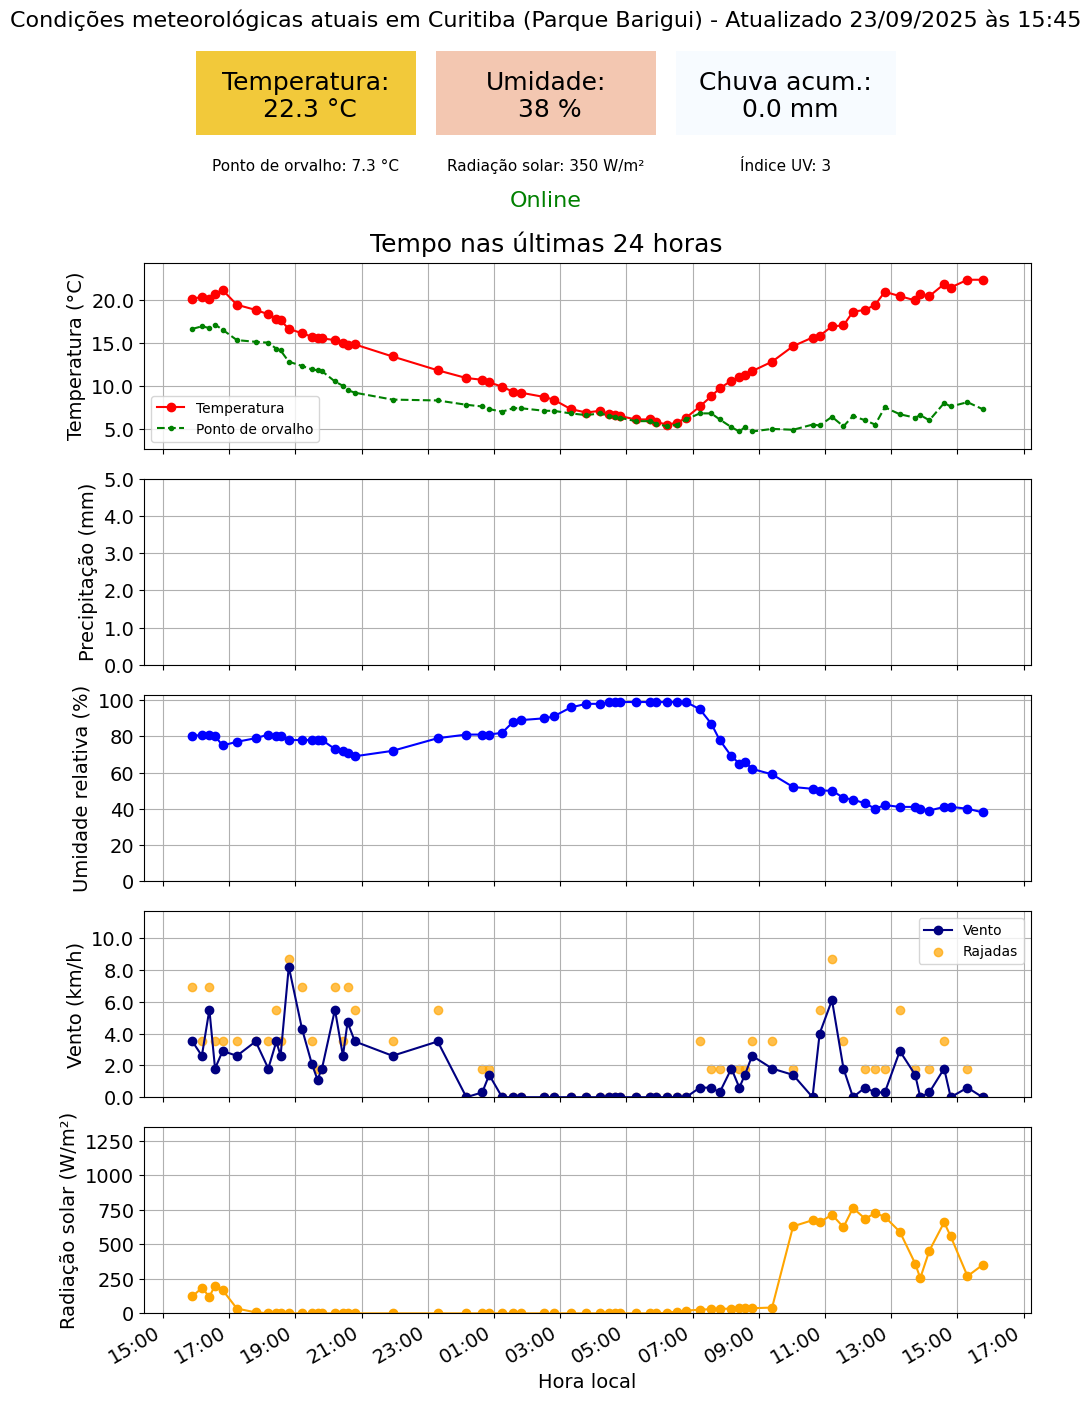 Condições meteorológicas atuais em Curitiba (Parque Barigui) - Atualizado 23/09/2025 às 15:45
Temperatura:
22.3 °C
Umidade:
38 %
Chuva acum.:
0.0 mm
Ponto de orvalho: 7.3 °C
Radiação solar: 350 W/m²
Índice UV: 3
Online
Tempo nas últimas 24 horas
Temperatura (°C)
20.0
15.0
10.0
5.0
Temperatura
Ponto de orvalho
Precipitação (mm)
5.0
4.0
3.0
2.0
1.0
0.0
Umidade relativa (%)
100
80
60
40
20
0
Vento (km/h)
10.0
8.0
6.0
4.0
2.0
0.0
Vento
Rajadas
Radiação solar (W/m²)
1250
1000
750
500
250
0
15:00
17:00
19:00
21:00
23:00
01:00
03:00
05:00
07:00
09:00
11:00
13:00
15:00
17:00
Hora local